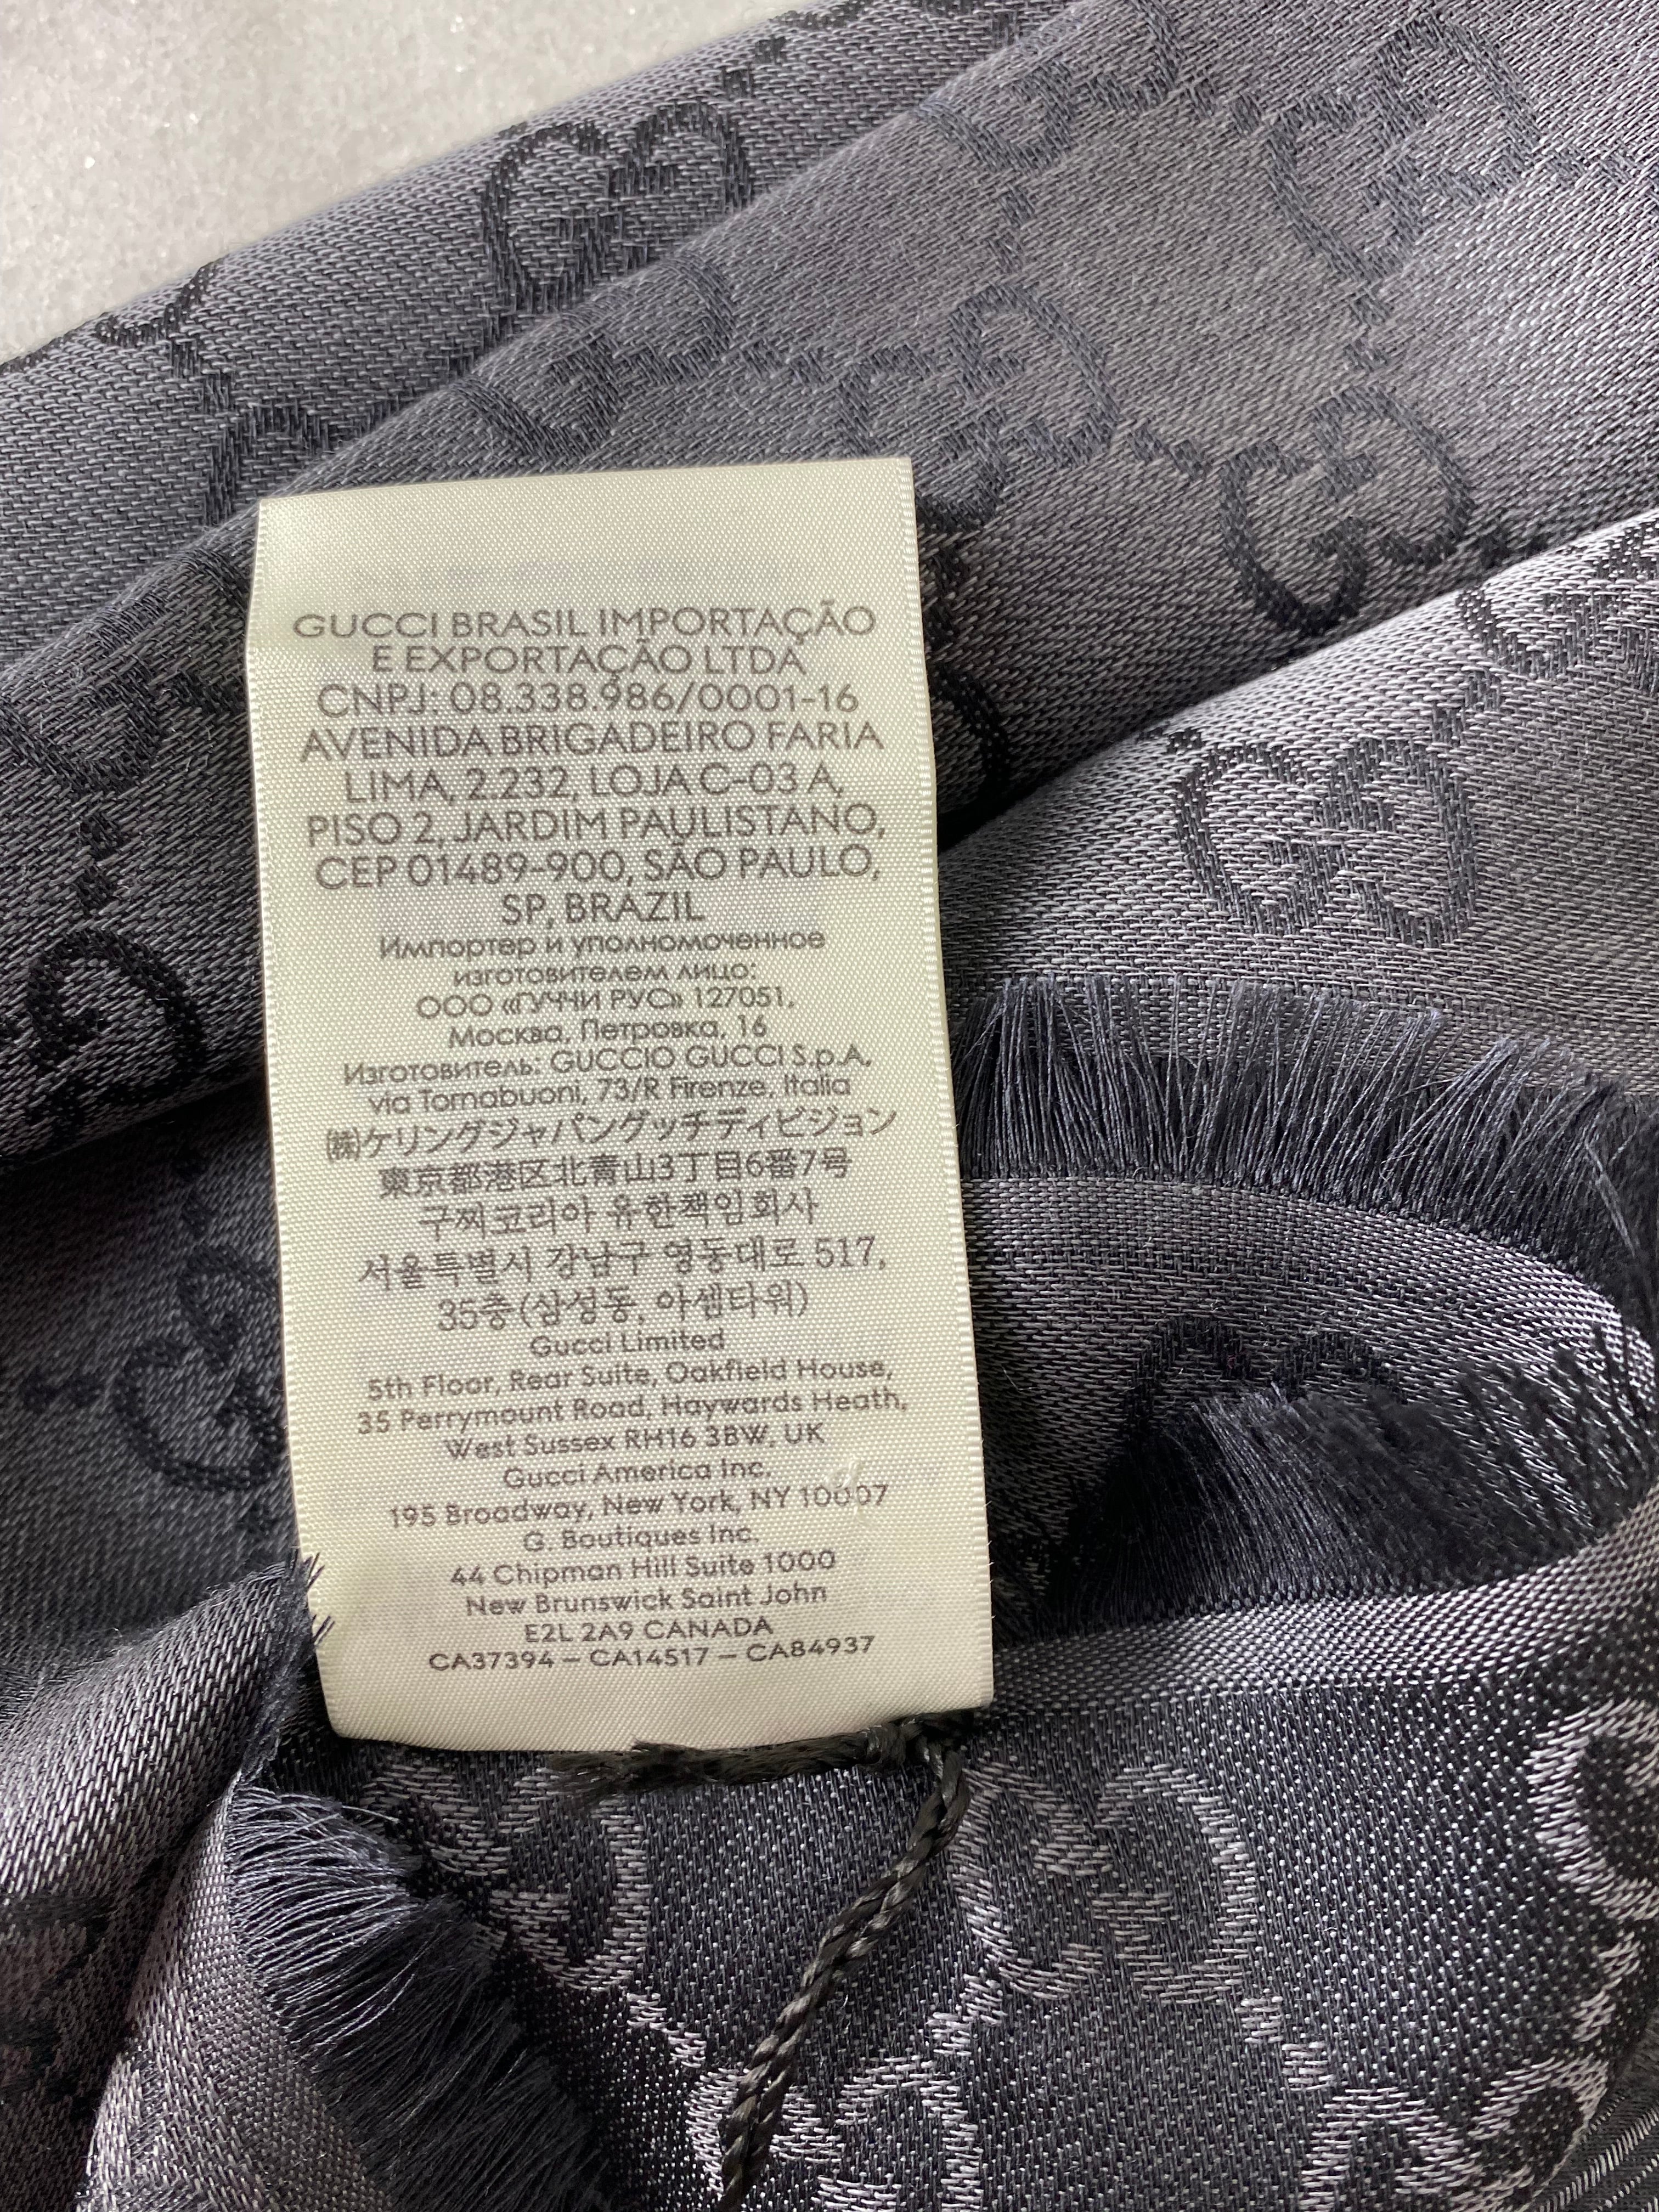 GUCCI BRASIL IMPORTAÇÃO
E EXPORTAÇÃO LTDA
CNPJ: 08.338.986/0001-16
AVENIDA BRIGADEIRO FARIA
LIMA, 2.232, LOJA C-03 A,
PISO 2, JARDIM PAULISTANO,
CEP 01489-900, SÃO PAULO,
SP, BRAZIL
Импортер и уполномоченное
изготовителем лицо:
ООО «ГУЧЧИ РУС» 127051,
Москва, Петровка, 16
Изготовитель: GUCCIO GUCCI S.p.A.
via Tornabuoni, 73/R Firenze, Italia
㈱ケリングジャパングッチディビジョン
東京都港区北青山3丁目6番7号
구찌코리아 유한책임회사
서울특별시 강남구 영동대로 517,
35층(삼성동, 아셈타워)
Gucci Limited
5th Floor, Rear Suite, Oakfield House,
35 Perrymount Road, Haywards Heath,
West Sussex RH16 3BW, UK
Gucci America Inc.
195 Broadway, New York, NY 10007
G. Boutiques Inc.
44 Chipman Hill Suite 1000
New Brunswick Saint John
E2L 2A9 CANADA
CA37394 – CA14517 – CA84937